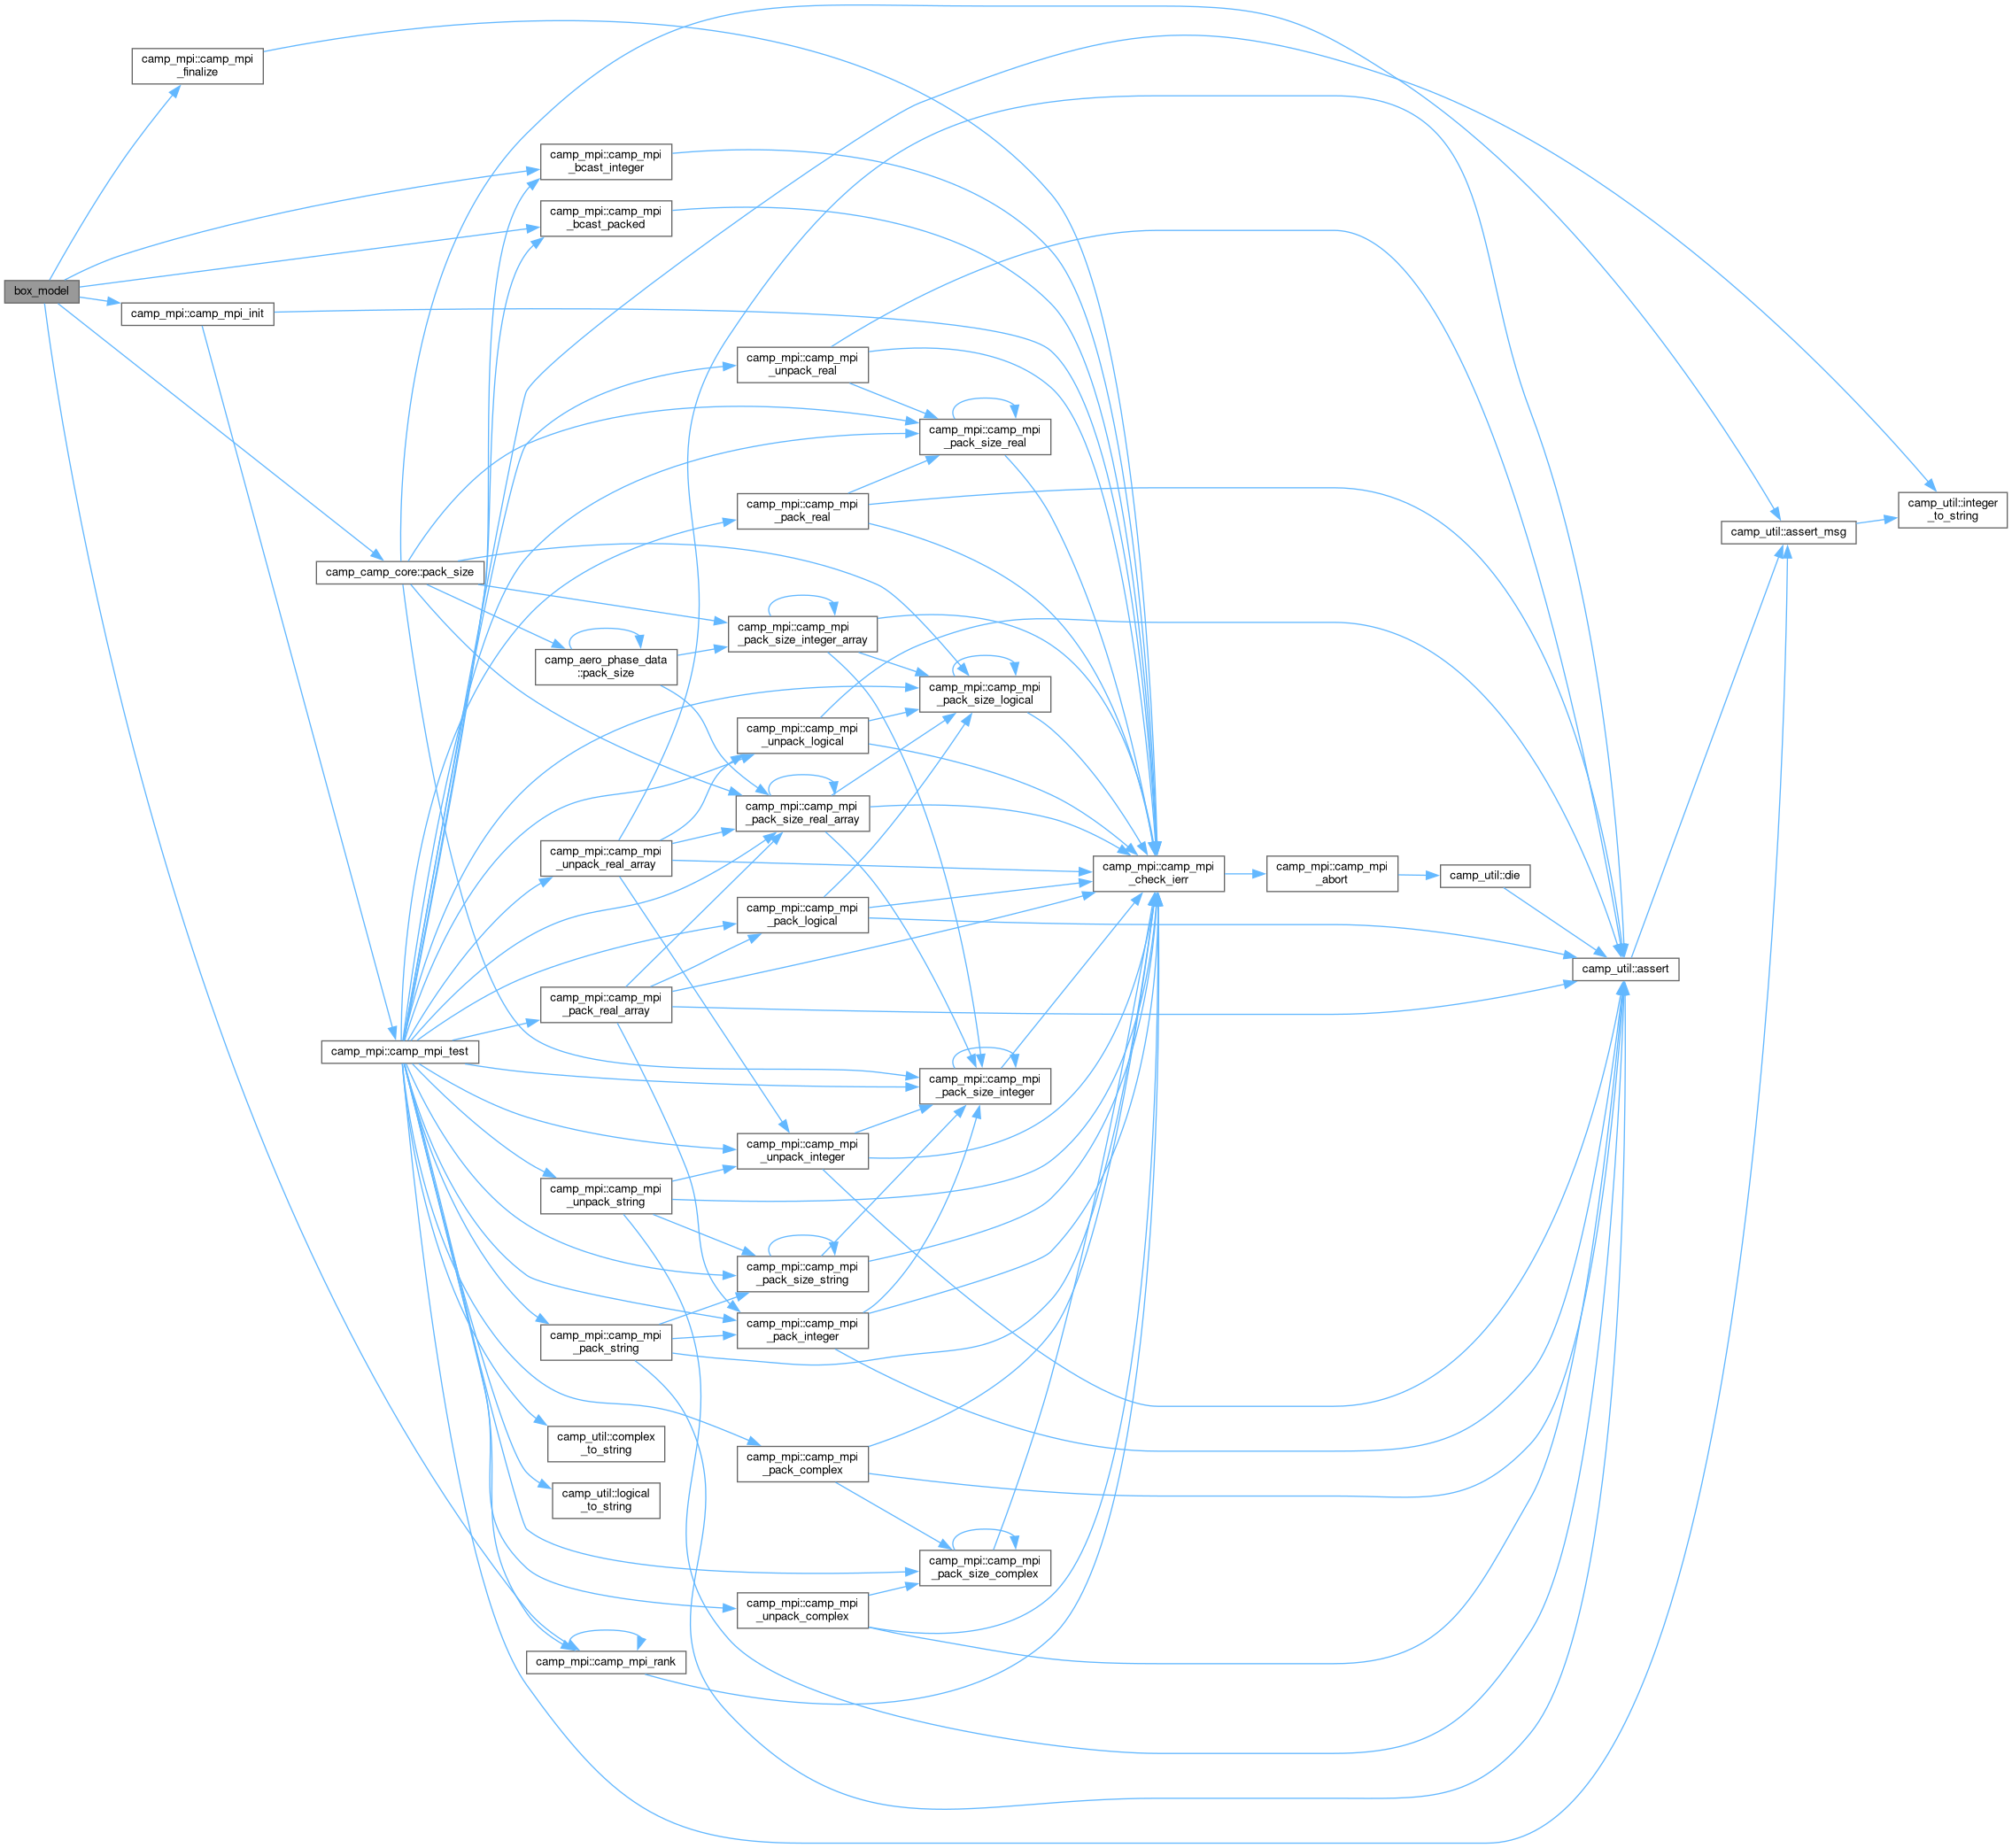 camp_mpi::camp_mpi
_finalize
camp_mpi::camp_mpi
_bcast_integer
camp_mpi::camp_mpi
_bcast_packed
box_model
camp_mpi::camp_mpi_init
camp_mpi::camp_mpi
_unpack_real
camp_mpi::camp_mpi
_pack_size_real
camp_mpi::camp_mpi
_pack_real
camp_util::integer
_to_string
camp_util::assert_msg
camp_camp_core::pack_size
camp_mpi::camp_mpi
_pack_size_integer_array
camp_aero_phase_data
::pack_size
camp_mpi::camp_mpi
_pack_size_logical
camp_mpi::camp_mpi
_unpack_logical
camp_mpi::camp_mpi
_pack_size_real_array
camp_mpi::camp_mpi
_unpack_real_array
camp_mpi::camp_mpi
_check_ierr
camp_mpi::camp_mpi
_abort
camp_util::die
camp_mpi::camp_mpi
_pack_logical
camp_util::assert
camp_mpi::camp_mpi
_pack_real_array
camp_mpi::camp_mpi_test
camp_mpi::camp_mpi
_pack_size_integer
camp_mpi::camp_mpi
_unpack_integer
camp_mpi::camp_mpi
_unpack_string
camp_mpi::camp_mpi
_pack_size_string
camp_mpi::camp_mpi
_pack_integer
camp_mpi::camp_mpi
_pack_string
camp_util::complex
_to_string
camp_mpi::camp_mpi
_pack_complex
camp_util::logical
_to_string
camp_mpi::camp_mpi
_pack_size_complex
camp_mpi::camp_mpi
_unpack_complex
camp_mpi::camp_mpi_rank